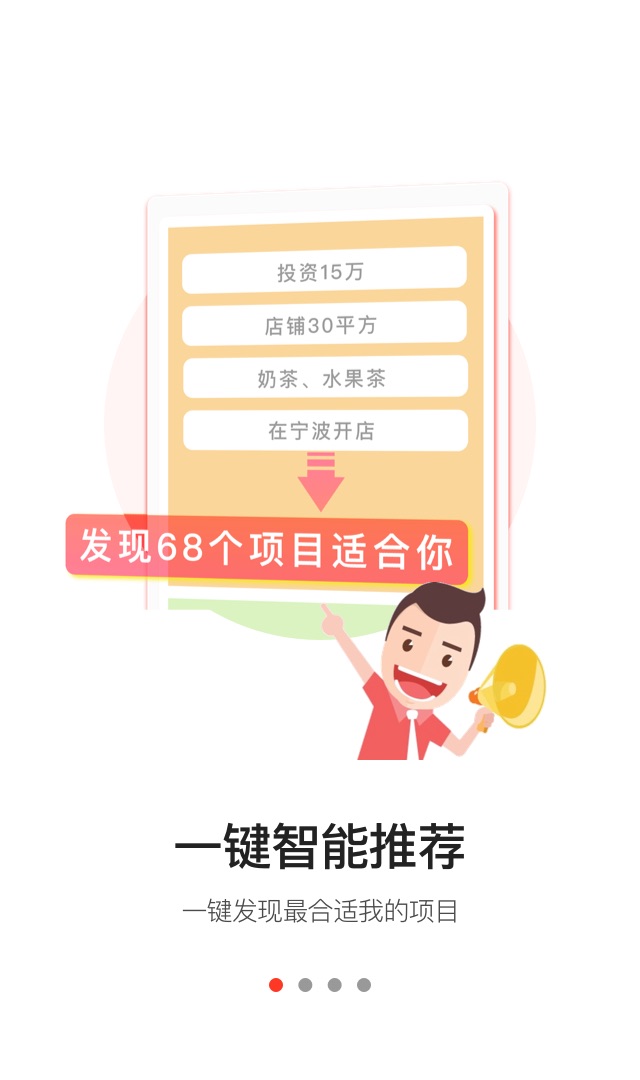 投资15万
店铺30平方
奶茶、水果茶
在宁波开店
发现68个项目适合你
一键智能推荐
一键发现最合适我的项目